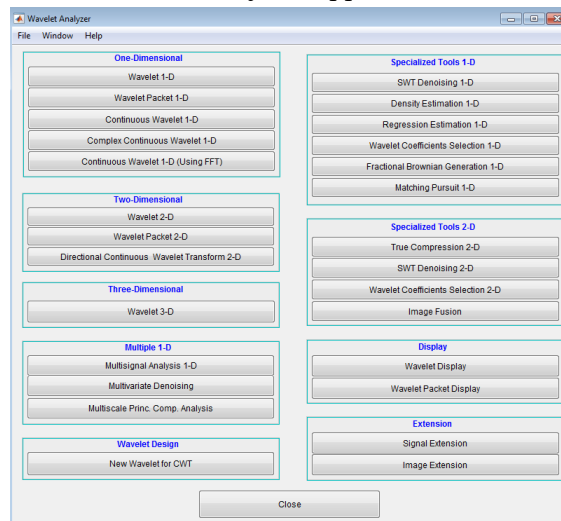 Wavelet Analyzer
File Window Help
One-Dimensional
Wavelet 1-D
Wavelet Packet 1-D
Continuous Wavelet 1-D
Complex Continuous Wavelet 1-D
Continuous Wavelet 1-D (Using FFT)
Two-Dimensional
Wavelet 2-D
Wavelet Packet 2-D
Directional Continuous Wavelet Transform 2-D
Three-Dimensional
Wavelet 3-D
Multiple 1-D
Multisignal Analysis 1-D
Multivariate Denoising
Multiscale Princ. Comp. Analysis
Wavelet Design
New Wavelet for CWT
Specialized Tools 1-D
SWT Denoising 1-D
Density Estimation 1-D
Regression Estimation 1-D
Wavelet Coefficients Selection 1-D
Fractional Brownian Generation 1-D
Matching Pursuit 1-D
Specialized Tools 2-D
True Compression 2-D
SWT Denoising 2-D
Wavelet Coefficients Selection 2-D
Image Fusion
Display
Wavelet Display
Wavelet Packet Display
Extension
Signal Extension
Image Extension
Close